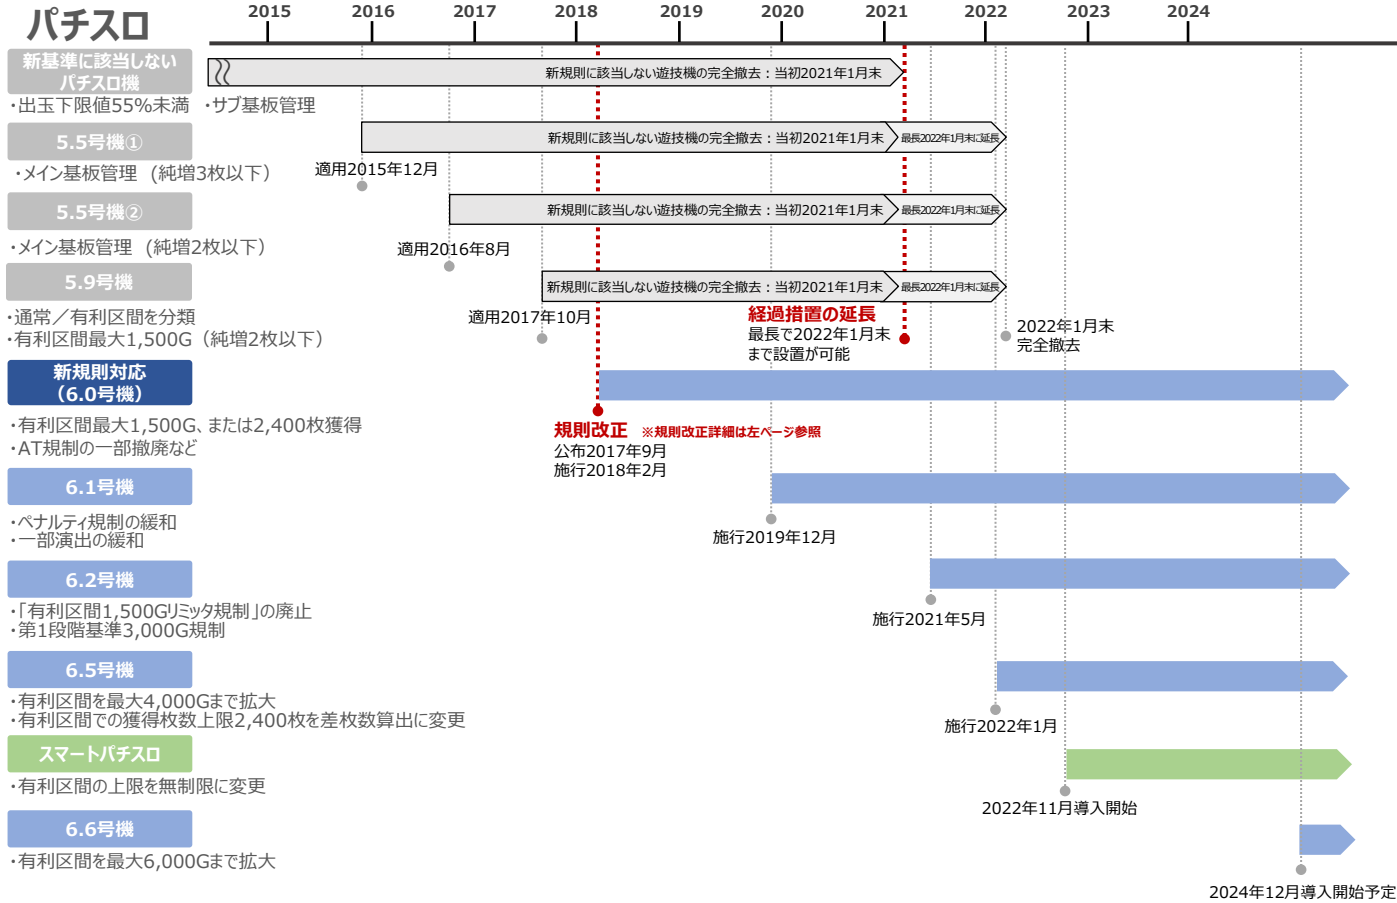 パチスロ
2015 2016 2017 2018 2019 2020 2021 2022 2023 2024
新基準に該当しない
パチスロ機
新規則に該当しない遊技機の完全撤去：当初2021年1月末
・出玉下限値55%未満 ・サブ基板管理
5.5号機①
新規則に該当しない遊技機の完全撤去：当初2021年1月末
最長2022年1月末に延長
・メイン基板管理 (純増3枚以下)
適用2015年12月
5.5号機②
新規則に該当しない遊技機の完全撤去：当初2021年1月末
最長2022年1月末に延長
・メイン基板管理 (純増2枚以下)
適用2016年8月
5.9号機
新規則に該当しない遊技機の完全撤去：当初2021年1月末
最長2022年1月末に延長
・通常／有利区間を分類
・有利区間最大1,500G（純増2枚以下）
適用2017年10月
経過措置の延長
最長で2022年1月末
まで設置が可能
2022年1月末
完全撤去
新規則対応
（6.0号機）
・有利区間最大1,500G、または2,400枚獲得
・AT規制の一部撤廃など
規則改正 ※規則改正詳細は左ページ参照
公布2017年9月
施行2018年2月
6.1号機
・ペナルティ規制の緩和
・一部演出の緩和
施行2019年12月
6.2号機
・「有利区間1,500Gリミッタ規制」の廃止
・第1段階基準3,000G規制
施行2021年5月
6.5号機
・有利区間を最大4,000Gまで拡大
・有利区間での獲得枚数上限2,400枚を差枚数算出に変更
施行2022年1月
スマートパチスロ
・有利区間の上限を無制限に変更
2022年11月導入開始
6.6号機
・有利区間を最大6,000Gまで拡大
2024年12月導入開始予定